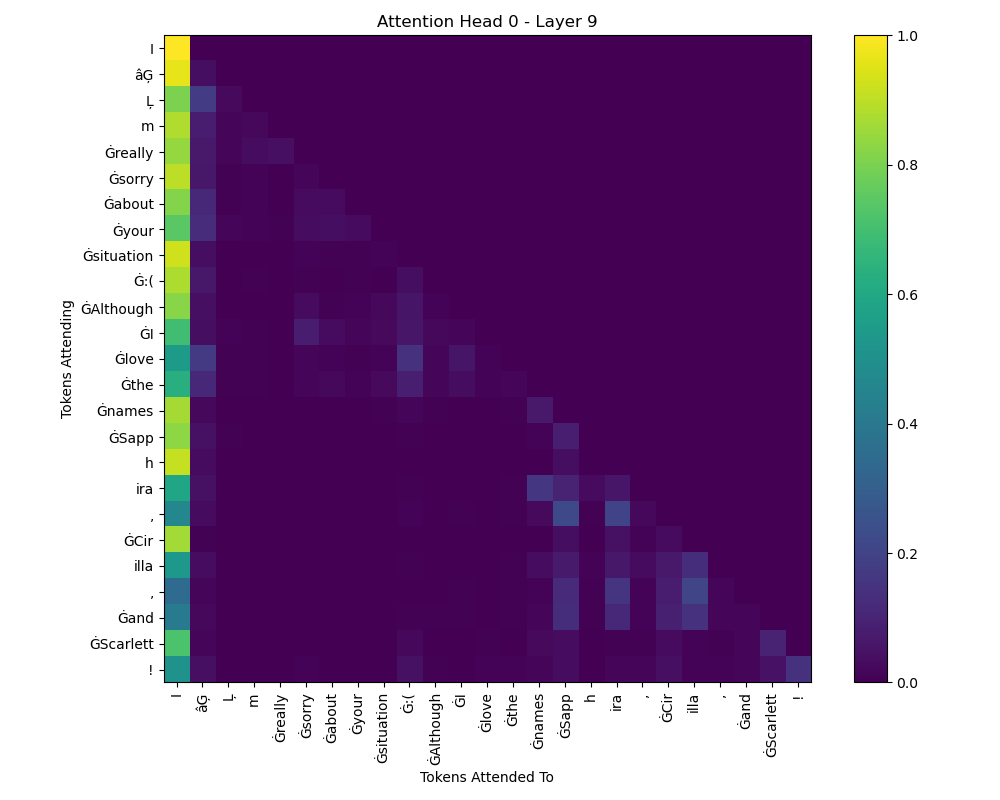 Attention Head 0 - Layer 9
I
âĢ
Ļ
m
Ġreally
Ġsorry
Ġabout
Ġyour
Ġsituation
Ġ:(
ĠAlthough
ĠI
Ġlove
Ġthe
Ġnames
ĠSapp
h
ira
,
ĠCir
illa
,
Ġand
ĠScarlett
!
Tokens Attending
I
âĢ
Ļ
m
Ġreally
Ġsorry
Ġabout
Ġyour
Ġsituation
Ġ:(
ĠAlthough
ĠI
Ġlove
Ġthe
Ġnames
ĠSapp
h
ira
,
ĠCir
illa
,
Ġand
ĠScarlett
!
Tokens Attended To
1.0
0.8
0.6
0.4
0.2
0.0